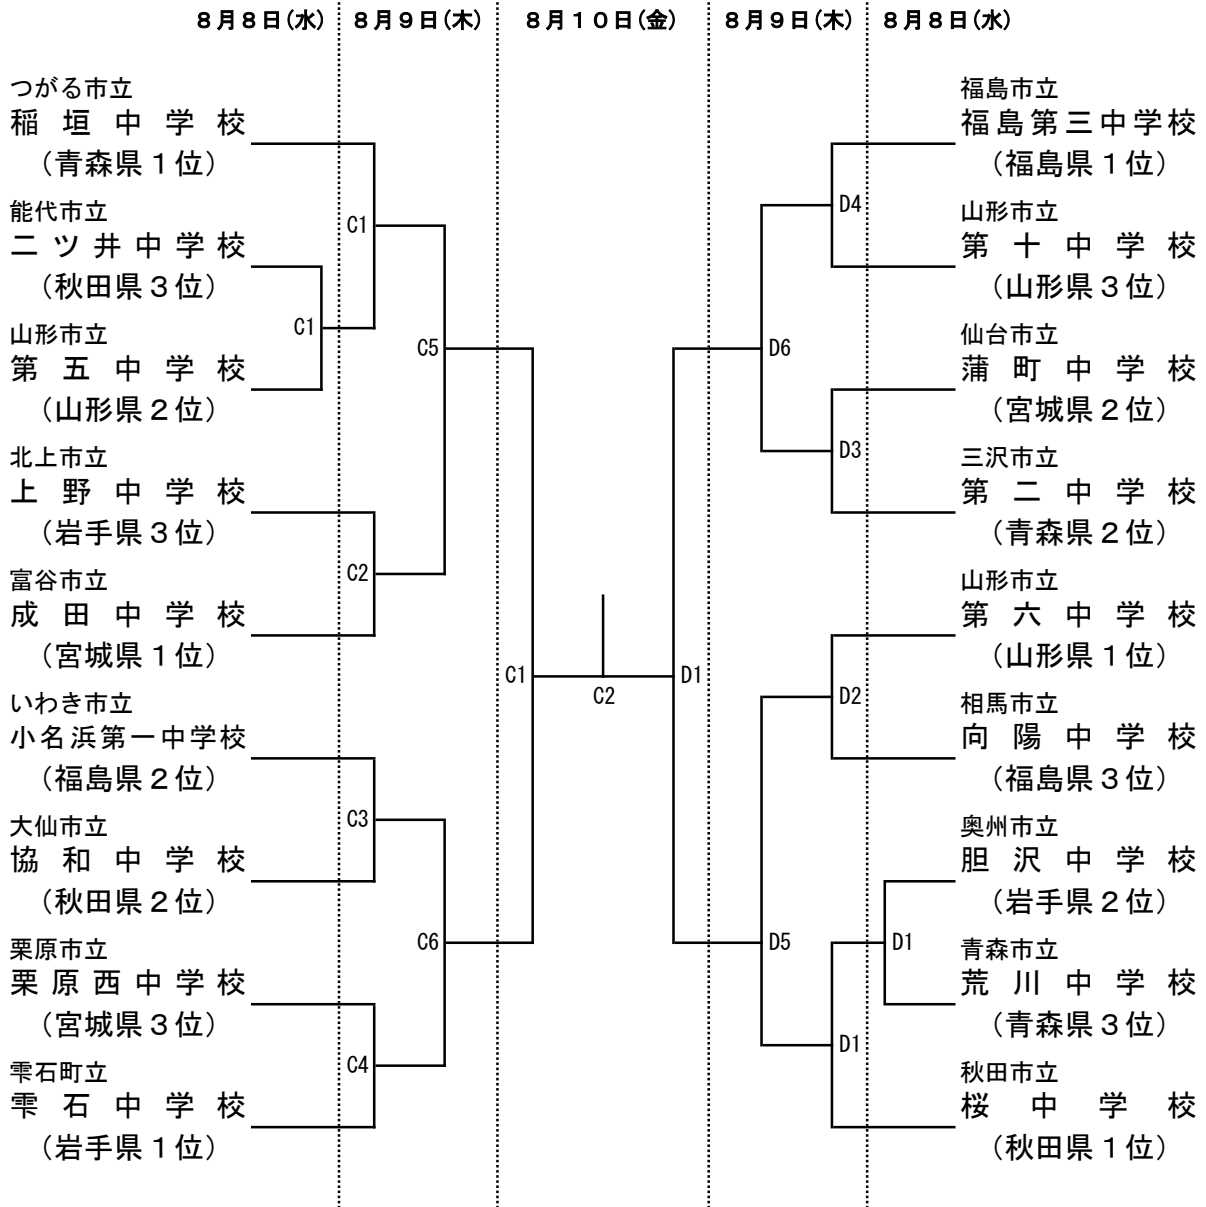 ８月８日(水) ８月９日(木) ８月１０日(金) ８月９日(木) ８月８日(水)
つがる市立
稲垣中学校
（青森県１位）
能代市立
二ツ井中学校
（秋田県３位）
山形市立
第五中学校
（山形県２位）
北上市立
上野中学校
（岩手県３位）
富谷市立
成田中学校
（宮城県１位）
いわき市立
小名浜第一中学校
（福島県２位）
大仙市立
協和中学校
（秋田県２位）
栗原市立
栗原西中学校
（宮城県３位）
雫石町立
雫石中学校
（岩手県１位）
C1
C1
C2
C3
C4
C5
C6
C1
C2
D1
D6
D5
D4
D3
D2
D1
D1
福島市立
福島第三中学校
（福島県１位）
山形市立
第十中学校
（山形県３位）
仙台市立
蒲町中学校
（宮城県２位）
三沢市立
第二中学校
（青森県２位）
山形市立
第六中学校
（山形県１位）
相馬市立
向陽中学校
（福島県３位）
奥州市立
胆沢中学校
（岩手県２位）
青森市立
荒川中学校
（青森県３位）
秋田市立
桜中学校
（秋田県１位）